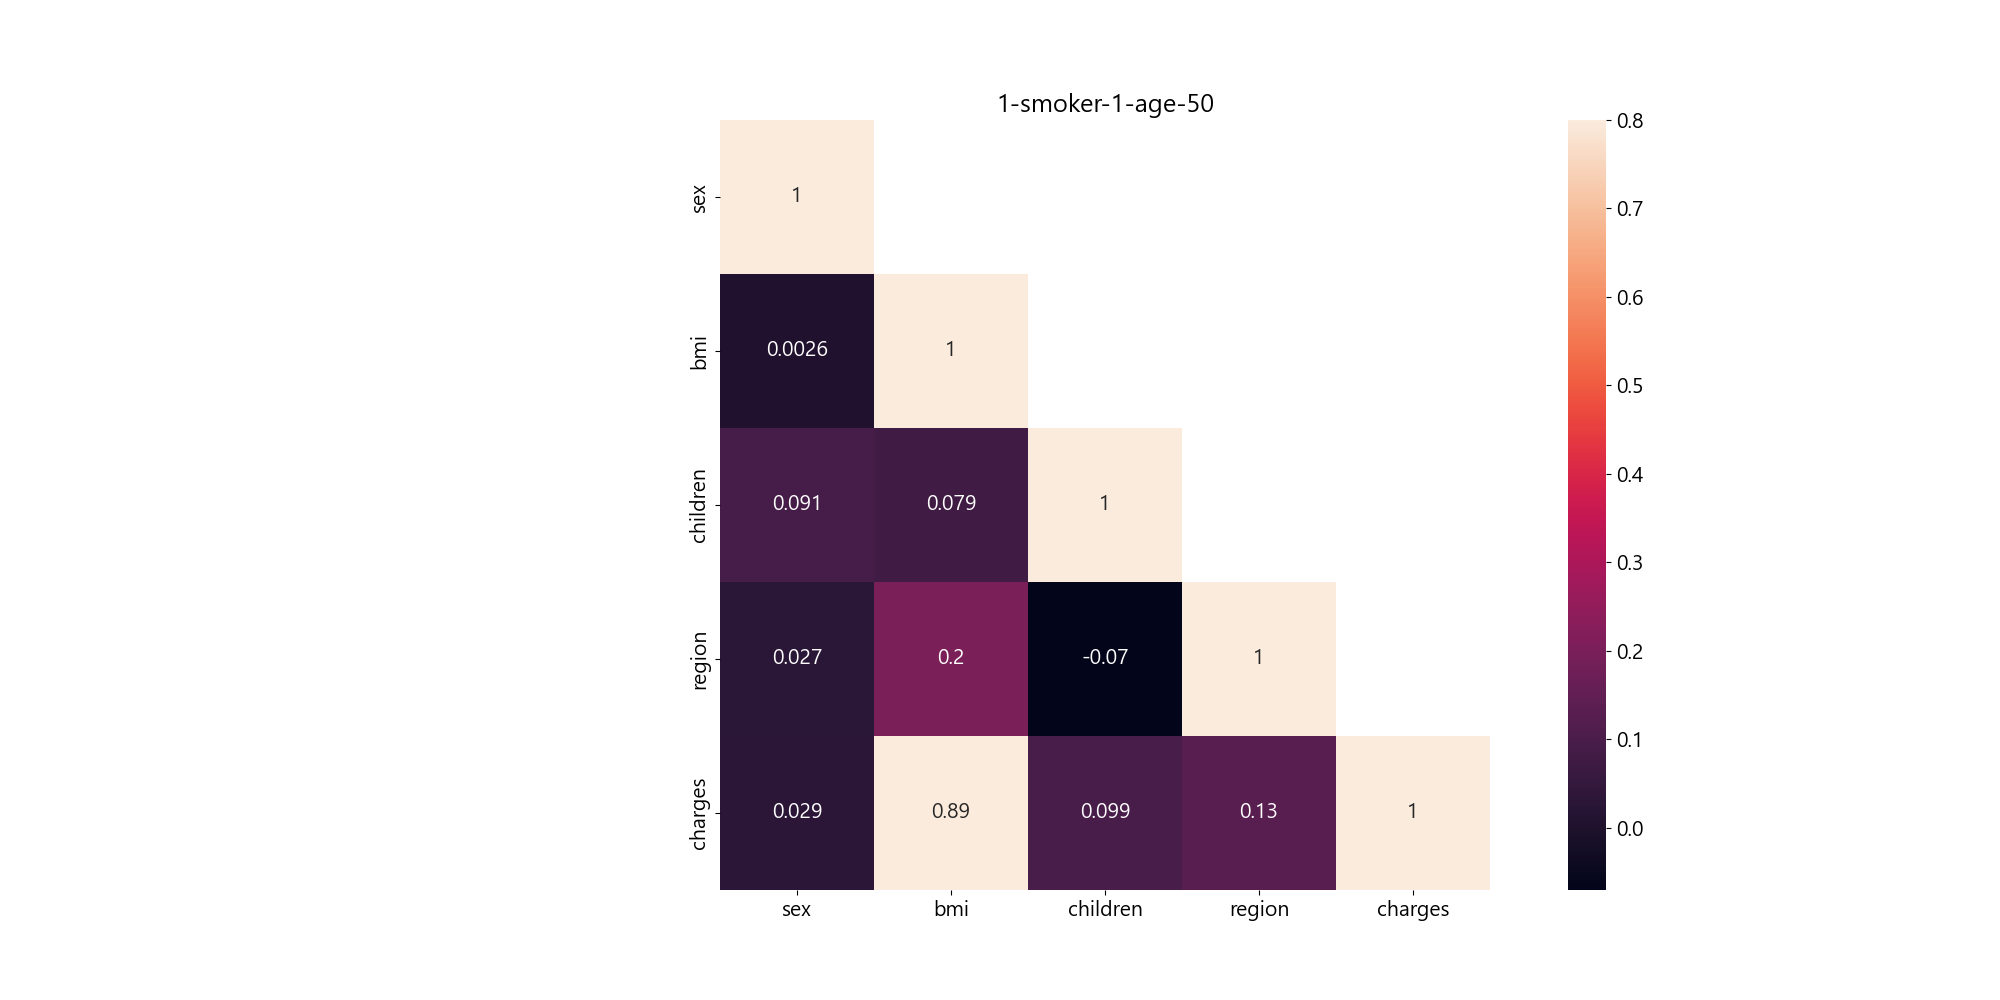 1-smoker-1-age-50
sex
1
bmi
0.0026 1
children
0.091 0.079 1
region
0.027 0.2 -0.07 1
charges
0.029 0.89 0.099 0.13 1
sex bmi children region charges
0.8
0.7
0.6
0.5
0.4
0.3
0.2
0.1
0.0